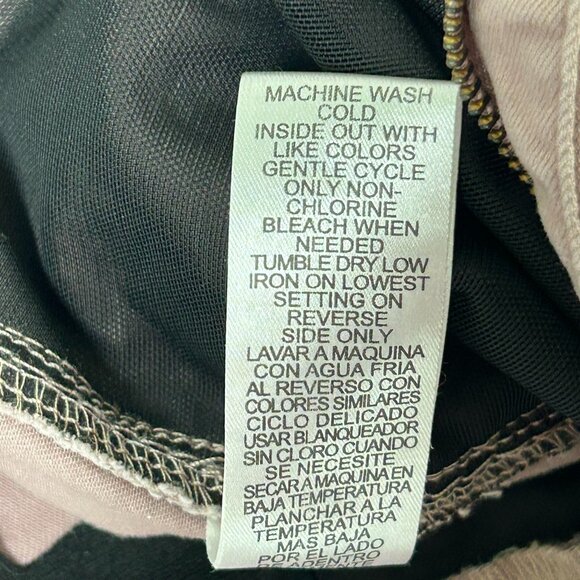 MACHINE WASH
COLD
INSIDE OUT WITH
LIKE COLORS
GENTLE CYCLE
ONLY NON-
CHLORINE
BLEACH WHEN
NEEDED
TUMBLE DRY LOW
IRON ON LOWEST
SETTING ON
REVERSE
SIDE ONLY
LAVAR A MAQUINA
CON AGUA FRIA
AL REVERSO CON
COLORES SIMILARES
CICLO DELICADO
USAR BLANQUEADOR
SIN CLORO CUANDO
SE NECESITE
SECAR A MAQUINA EN
BAJA TEMPERATURA
PLANCHAR A LA
TEMPERATURA
MAS BAJA
POR EL LADO
ADENTRO